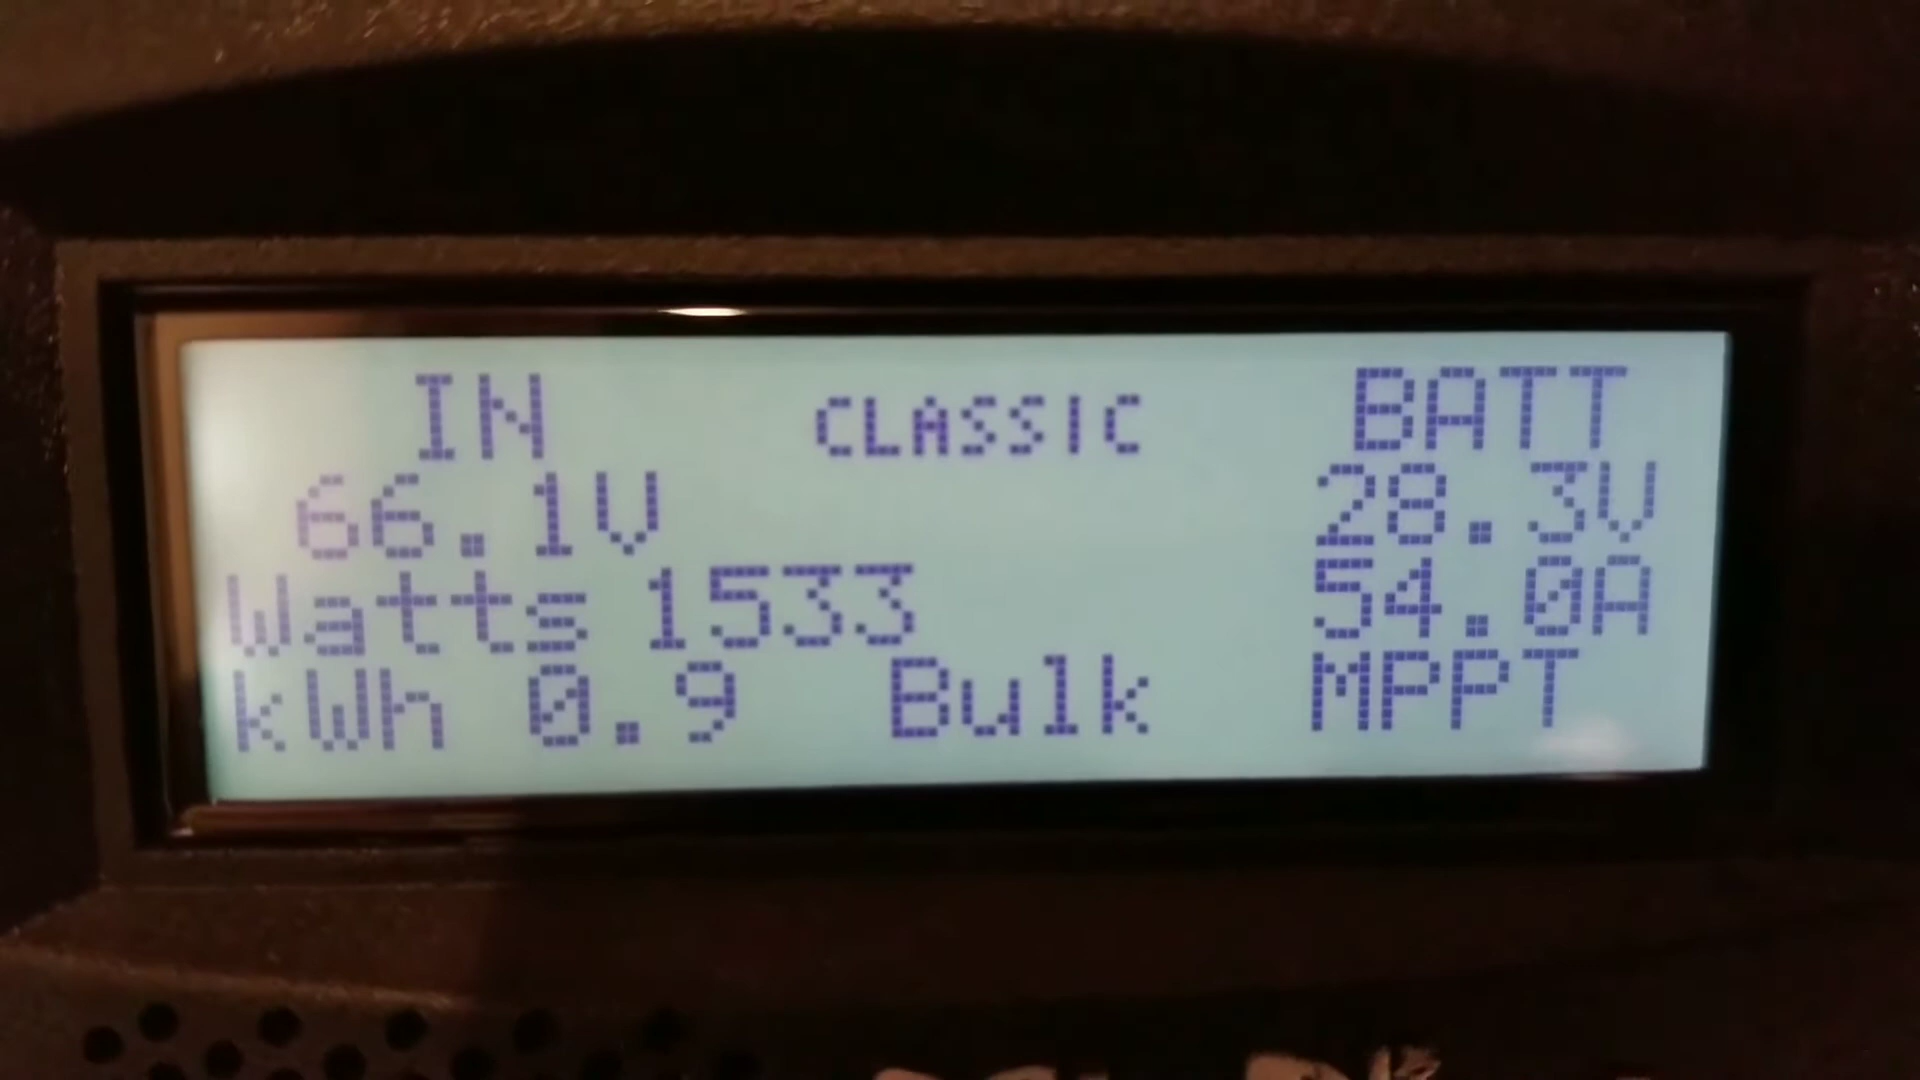 IN CLASSIC BATT
66.1V 28.3V
Watts 1533 54.0A
kWh 0.9 Bulk MPPT